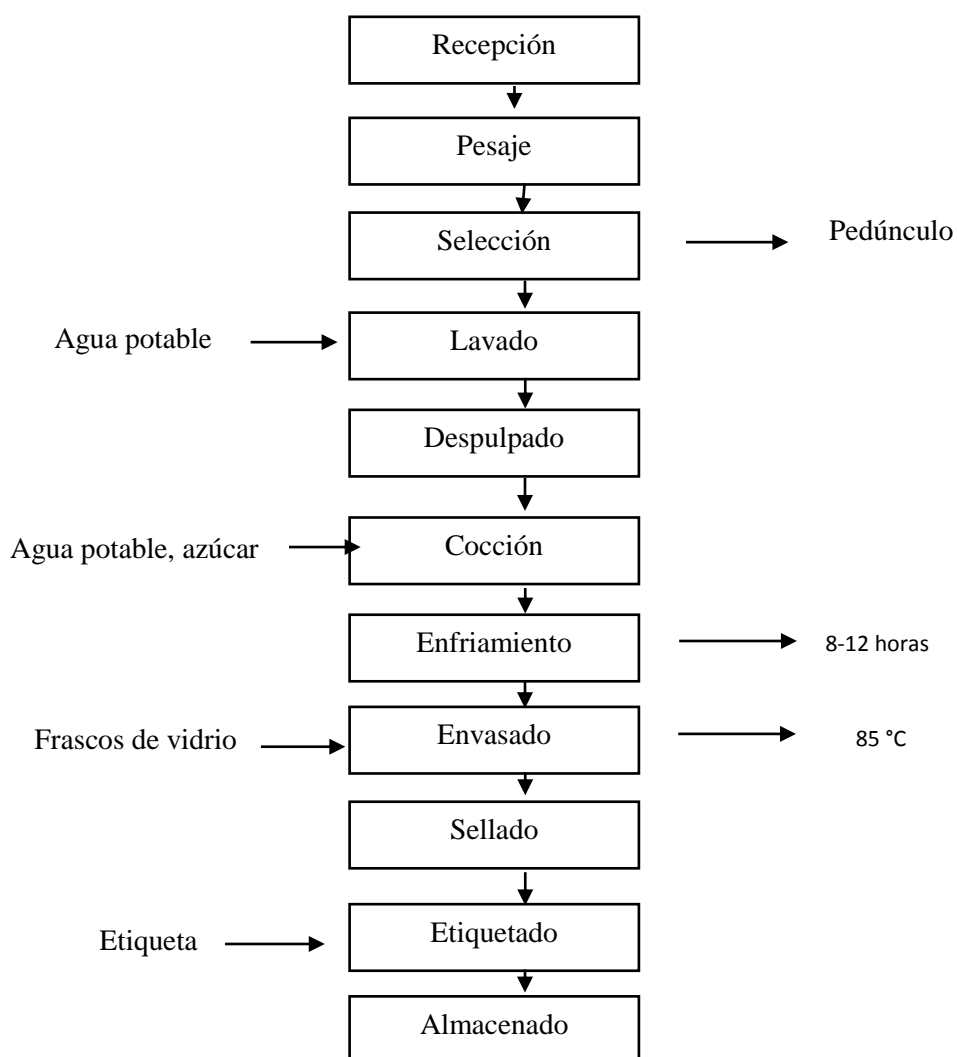 Recepción
Pesaje
Selección
Pedúnculo
Agua potable
Lavado
Despulpado
Agua potable, azúcar
Cocción
Enfriamiento
8-12 horas
Frascos de vidrio
Envasado
85 °C
Sellado
Etiqueta
Etiquetado
Almacenado